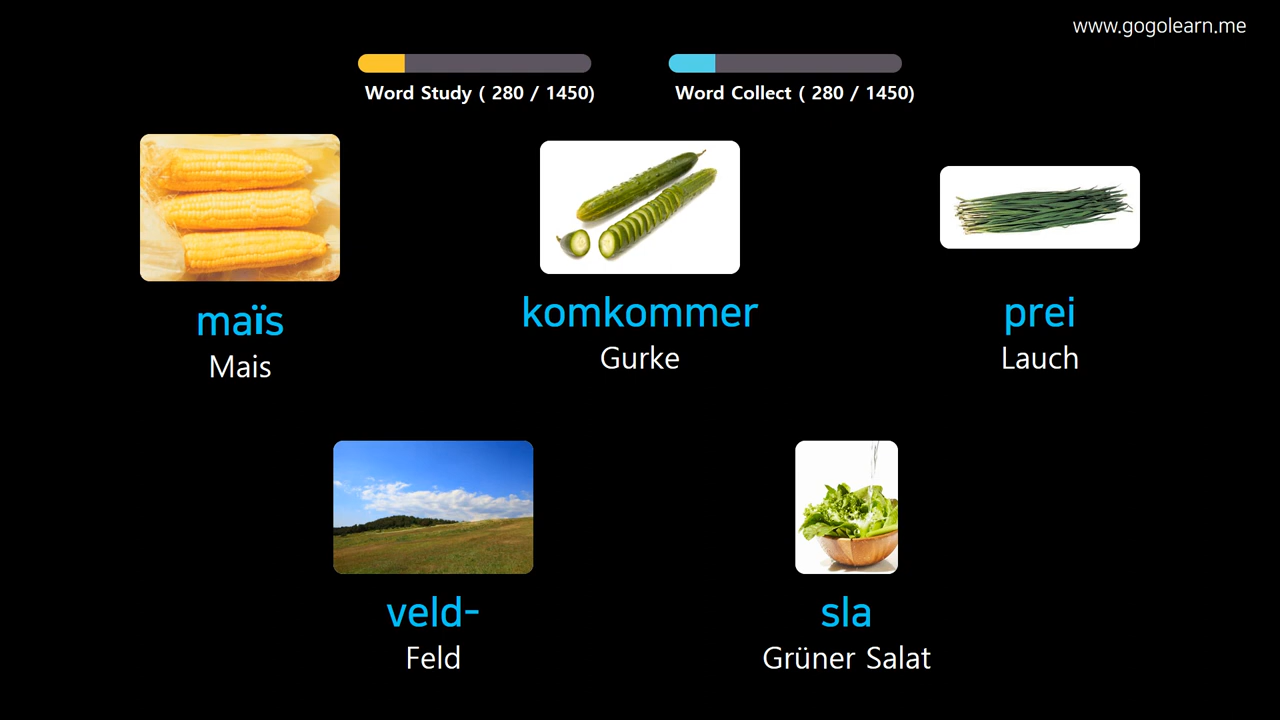 www.gogolearn.me
Word Study ( 280 / 1450)
Word Collect ( 280 / 1450)
maïs
Mais
komkommer
Gurke
prei
Lauch
veld-
Feld
sla
Grüner Salat